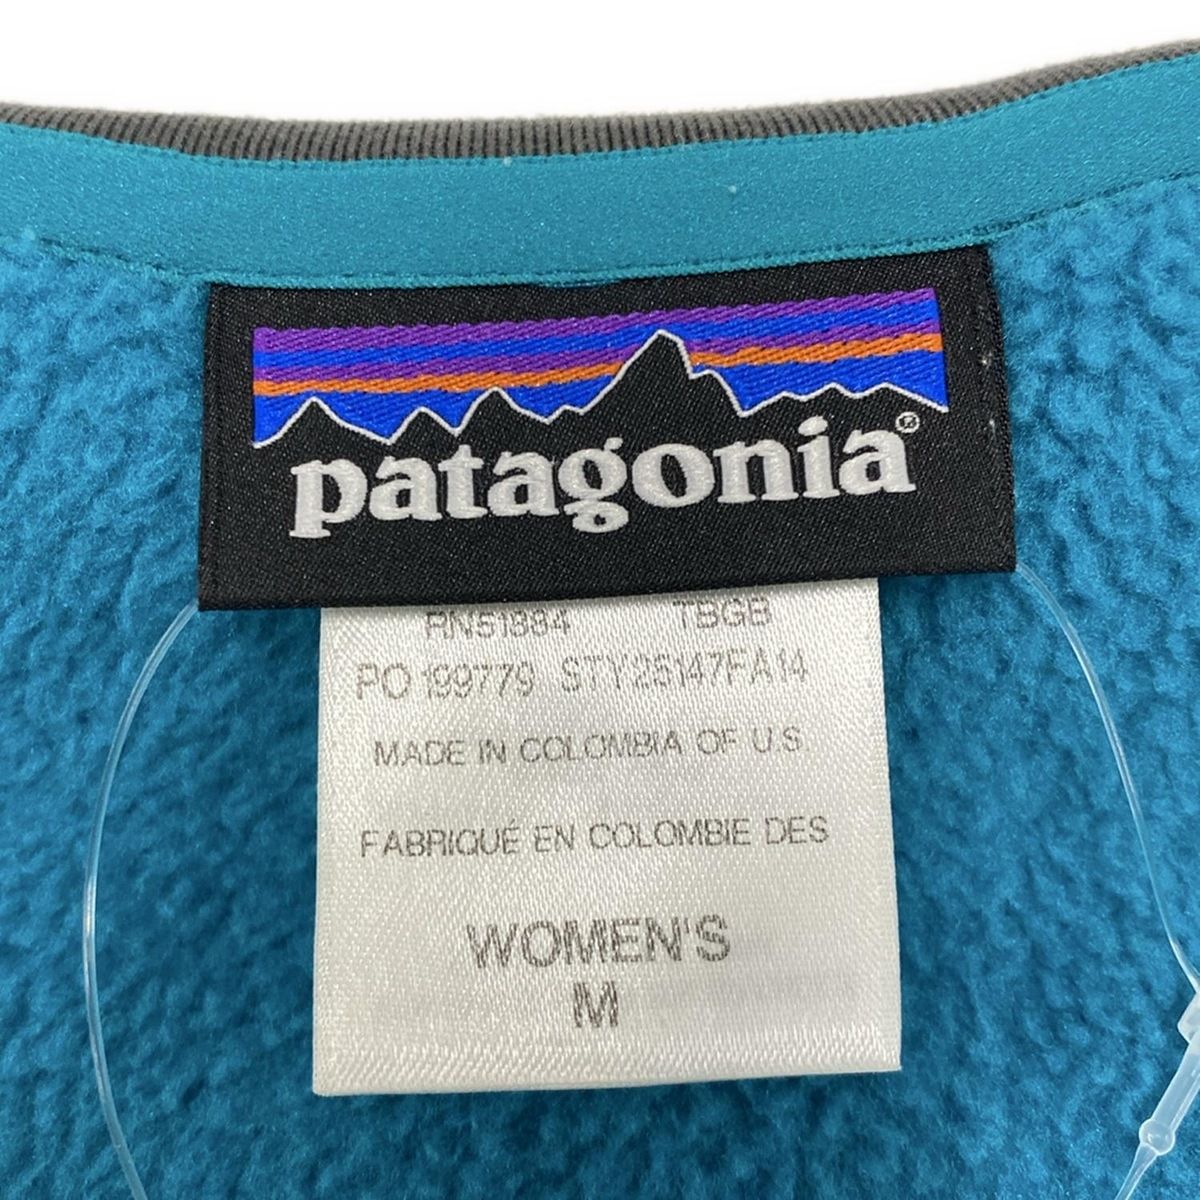 patagonia®
RN51884 TBGB
PO 199779 STY25147FA14
MADE IN COLOMBIA OF U.S.
FABRIQUÉ EN COLOMBIE DES
WOMEN'S
M